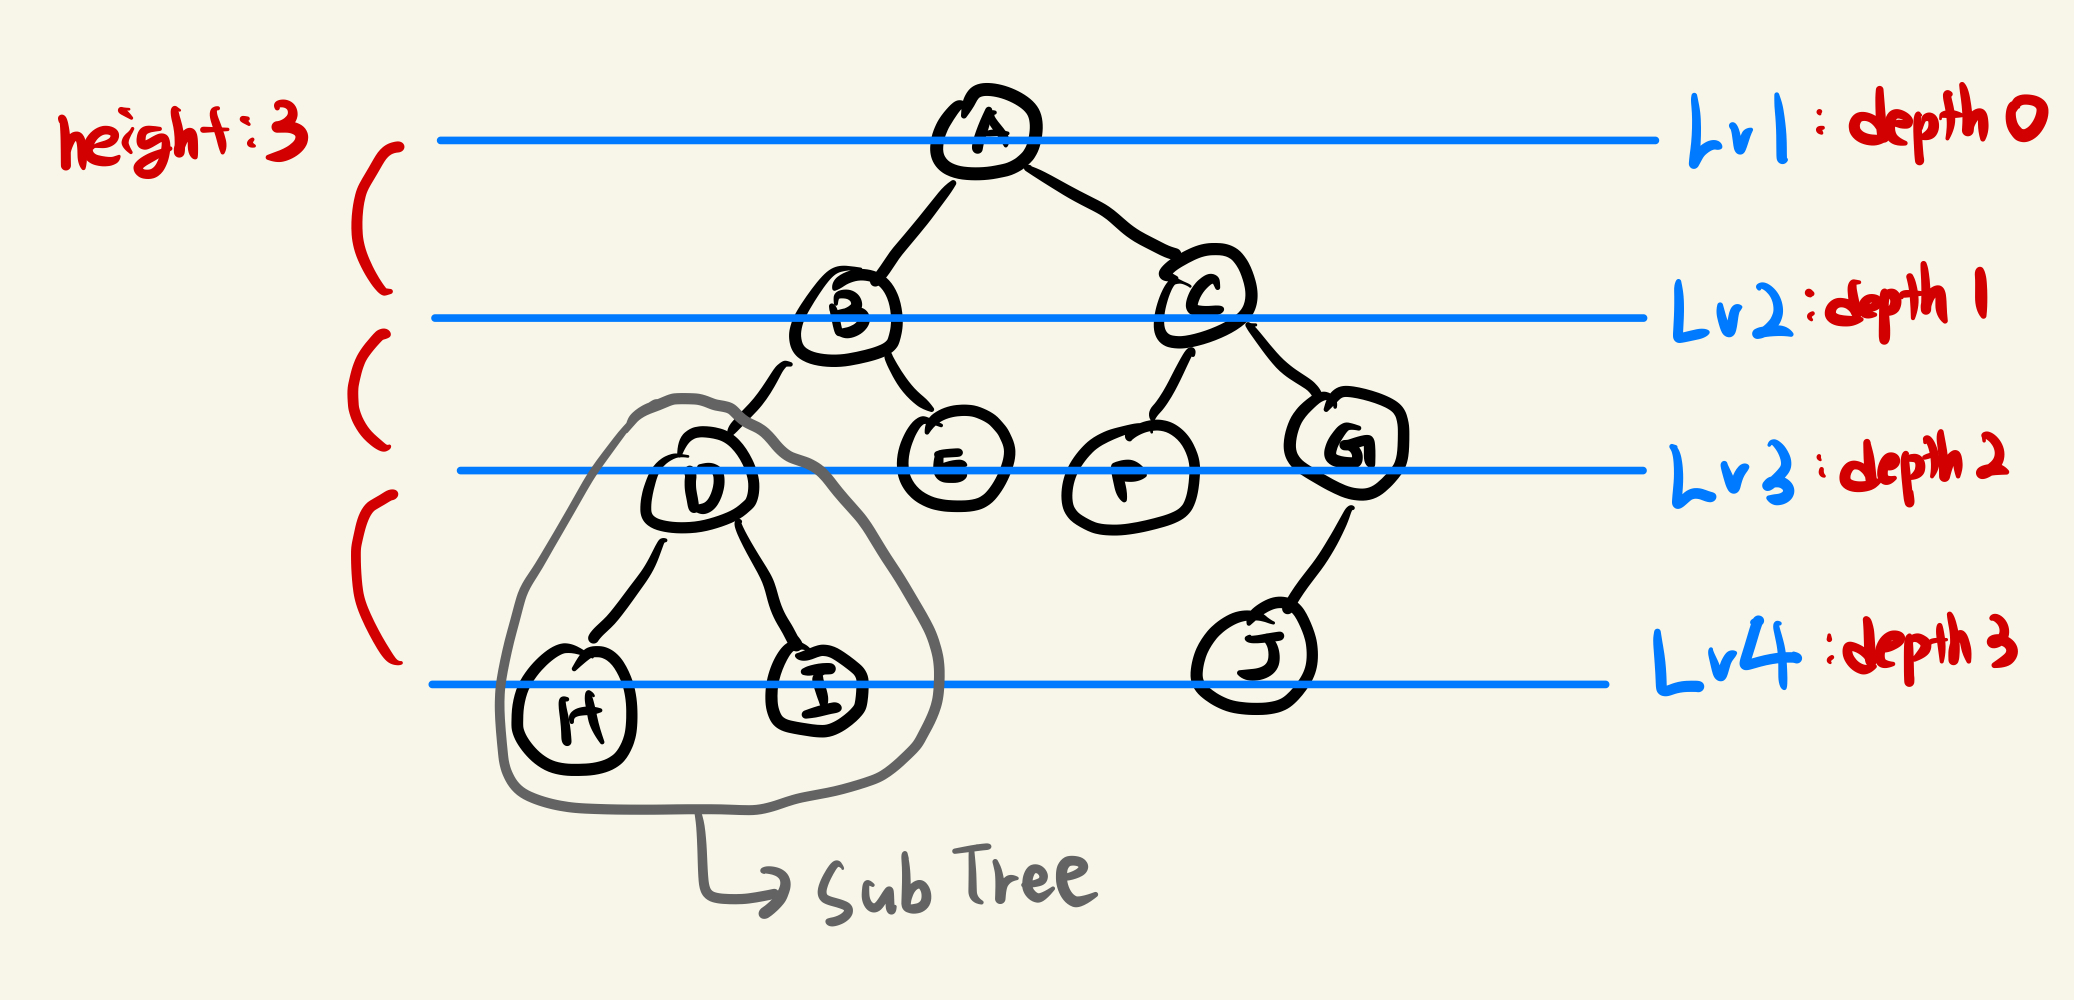 height:3
A
Lv1 : depth 0
B
C
Lv2 : depth 1
D
E
F
G
Lv3 : depth 2
H
I
J
Lv4 : depth 3
Sub Tree